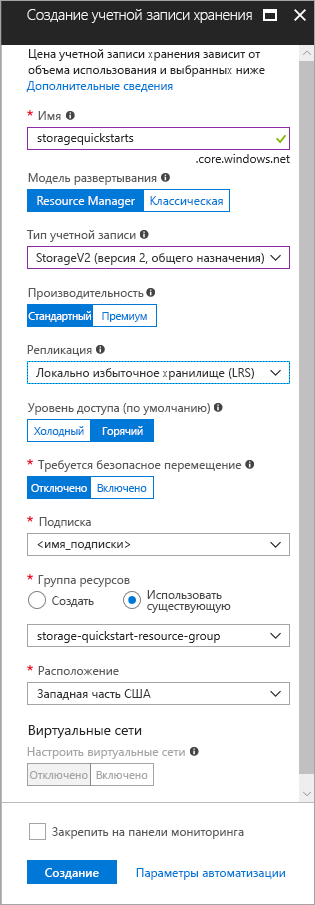 Создание учетной записи хранения
Цена учетной записи хранения зависит от
объема использования и выбранных ниже
Дополнительные сведения
* Имя
storagequickstarts
.core.windows.net
Модель развертывания
Resource Manager Классическая
Тип учетной записи
StorageV2 (версия 2, общего назначения)
Производительность
Стандартный Премиум
Репликация
Локально избыточное хранилище (LRS)
Уровень доступа (по умолчанию)
Холодный Горячий
* Требуется безопасное перемещение
Отключено Включено
* Подписка
<имя_подписки>
* Группа ресурсов
Создать Использовать
существующую
storage-quickstart-resource-group
* Расположение
Западная часть США
Виртуальные сети
Настроить виртуальные сети
Отключено Включено
Закрепить на панели мониторинга
Создание Параметры автоматизации